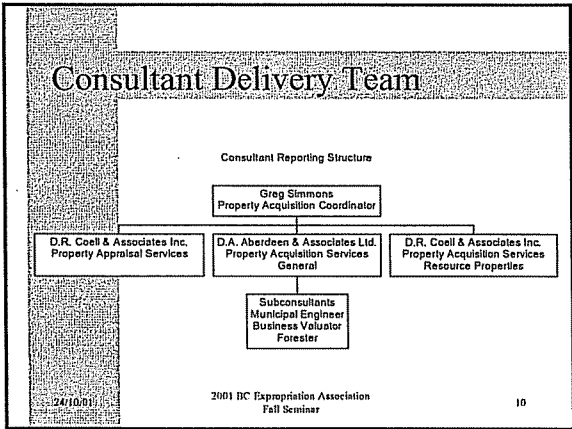 Consultant Delivery Team
Consultant Reporting Structure
Greg Simmons
Property Acquisition Coordinator
D.R. Coell & Associates Inc.
Property Appraisal Services
D.A. Aberdeen & Associates Ltd.
Property Acquisition Services
General
D.R. Coell & Associates Inc.
Property Acquisition Services
Resource Properties
Subconsultants
Municipal Engineer
Business Valuator
Forester
24/10/01
2001 BC Expropriation Association
Fall Seminar
10